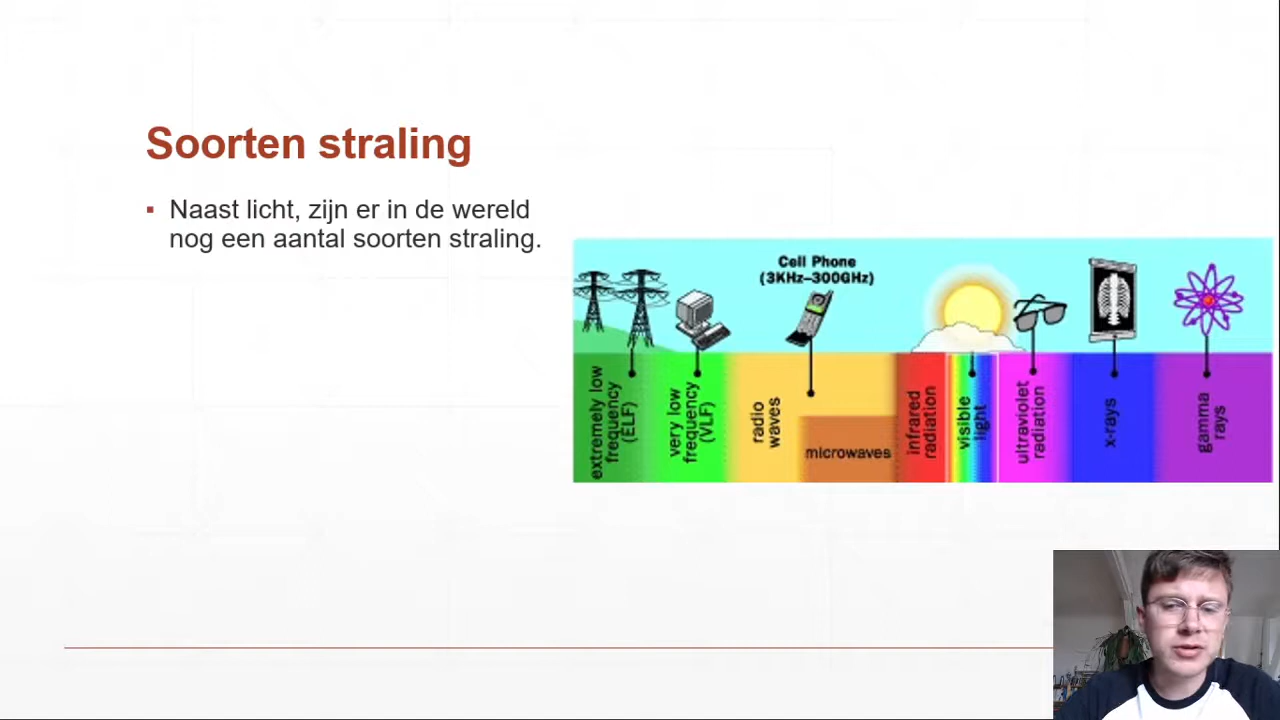 Soorten straling
Naast licht, zijn er in de wereld
nog een aantal soorten straling.
Cell Phone
(3KHz–300GHz)
extremely low
frequency
(ELF)
very low
frequency
(VLF)
radio
waves
microwaves
infrared
radiation
visible
light
ultraviolet
radiation
x-rays
gamma
rays